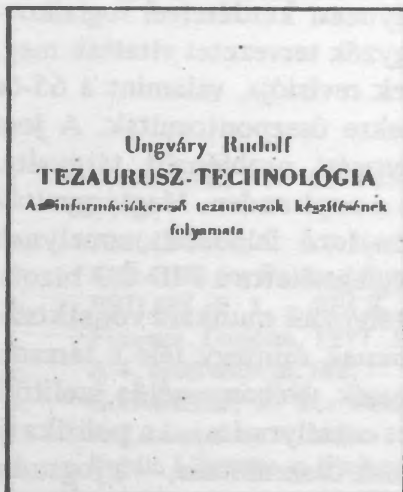 Ungváry Rudolf
TEZAURUSZ-TECHNOLÓGIA
Az információkereső tezauruszok készítésének
folyamata